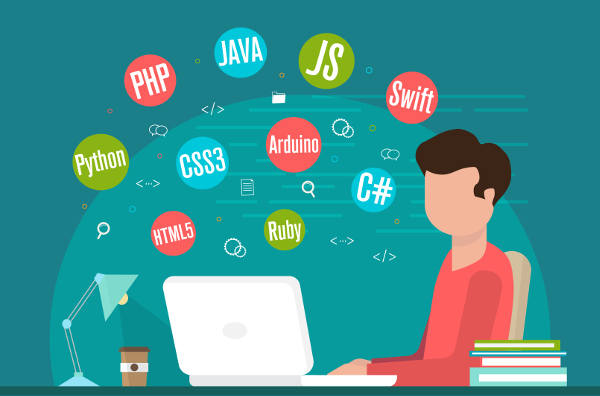 JAVA
JS
PHP
Swift
</>
Arduino
Python
CSS3
<...>
C#
HTML5
Ruby
<...>
</>